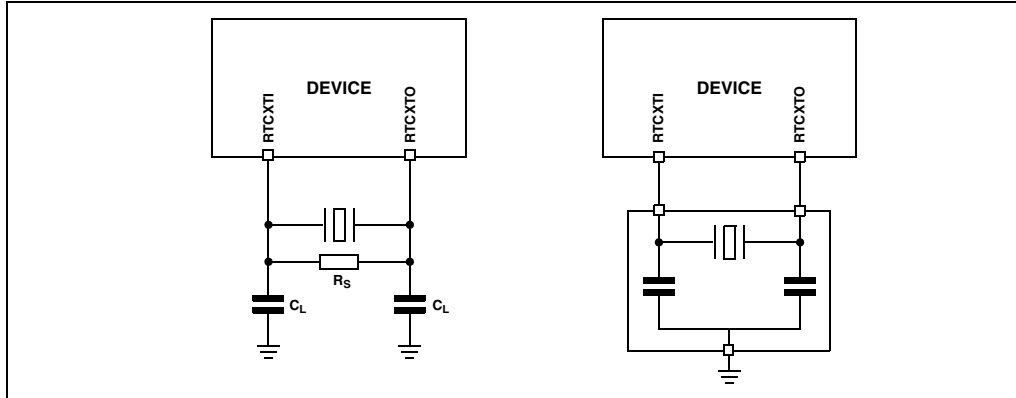 DEVICE
RTCXTI
RTCXTO
RS
CL
CL
DEVICE
RTCXTI
RTCXTO